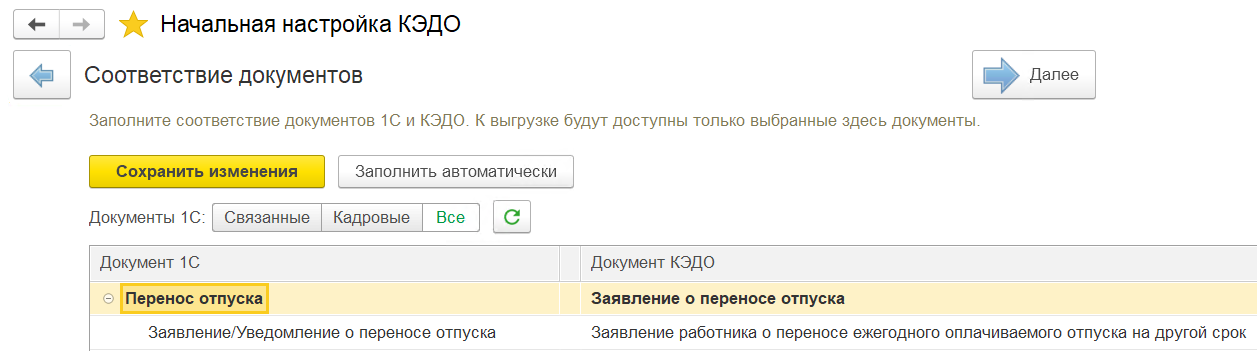 Начальная настройка КЭДО
Соответствие документов
Далее
Заполните соответствие документов 1С и КЭДО. К выгрузке будут доступны только выбранные здесь документы.
Сохранить изменения Заполнить автоматически
Документы 1С: Связанные Кадровые Все
Документ 1С Документ КЭДО
Перенос отпуска Заявление о переносе отпуска
Заявление/Уведомление о переносе отпуска Заявление работника о переносе ежегодного оплачиваемого отпуска на другой срок